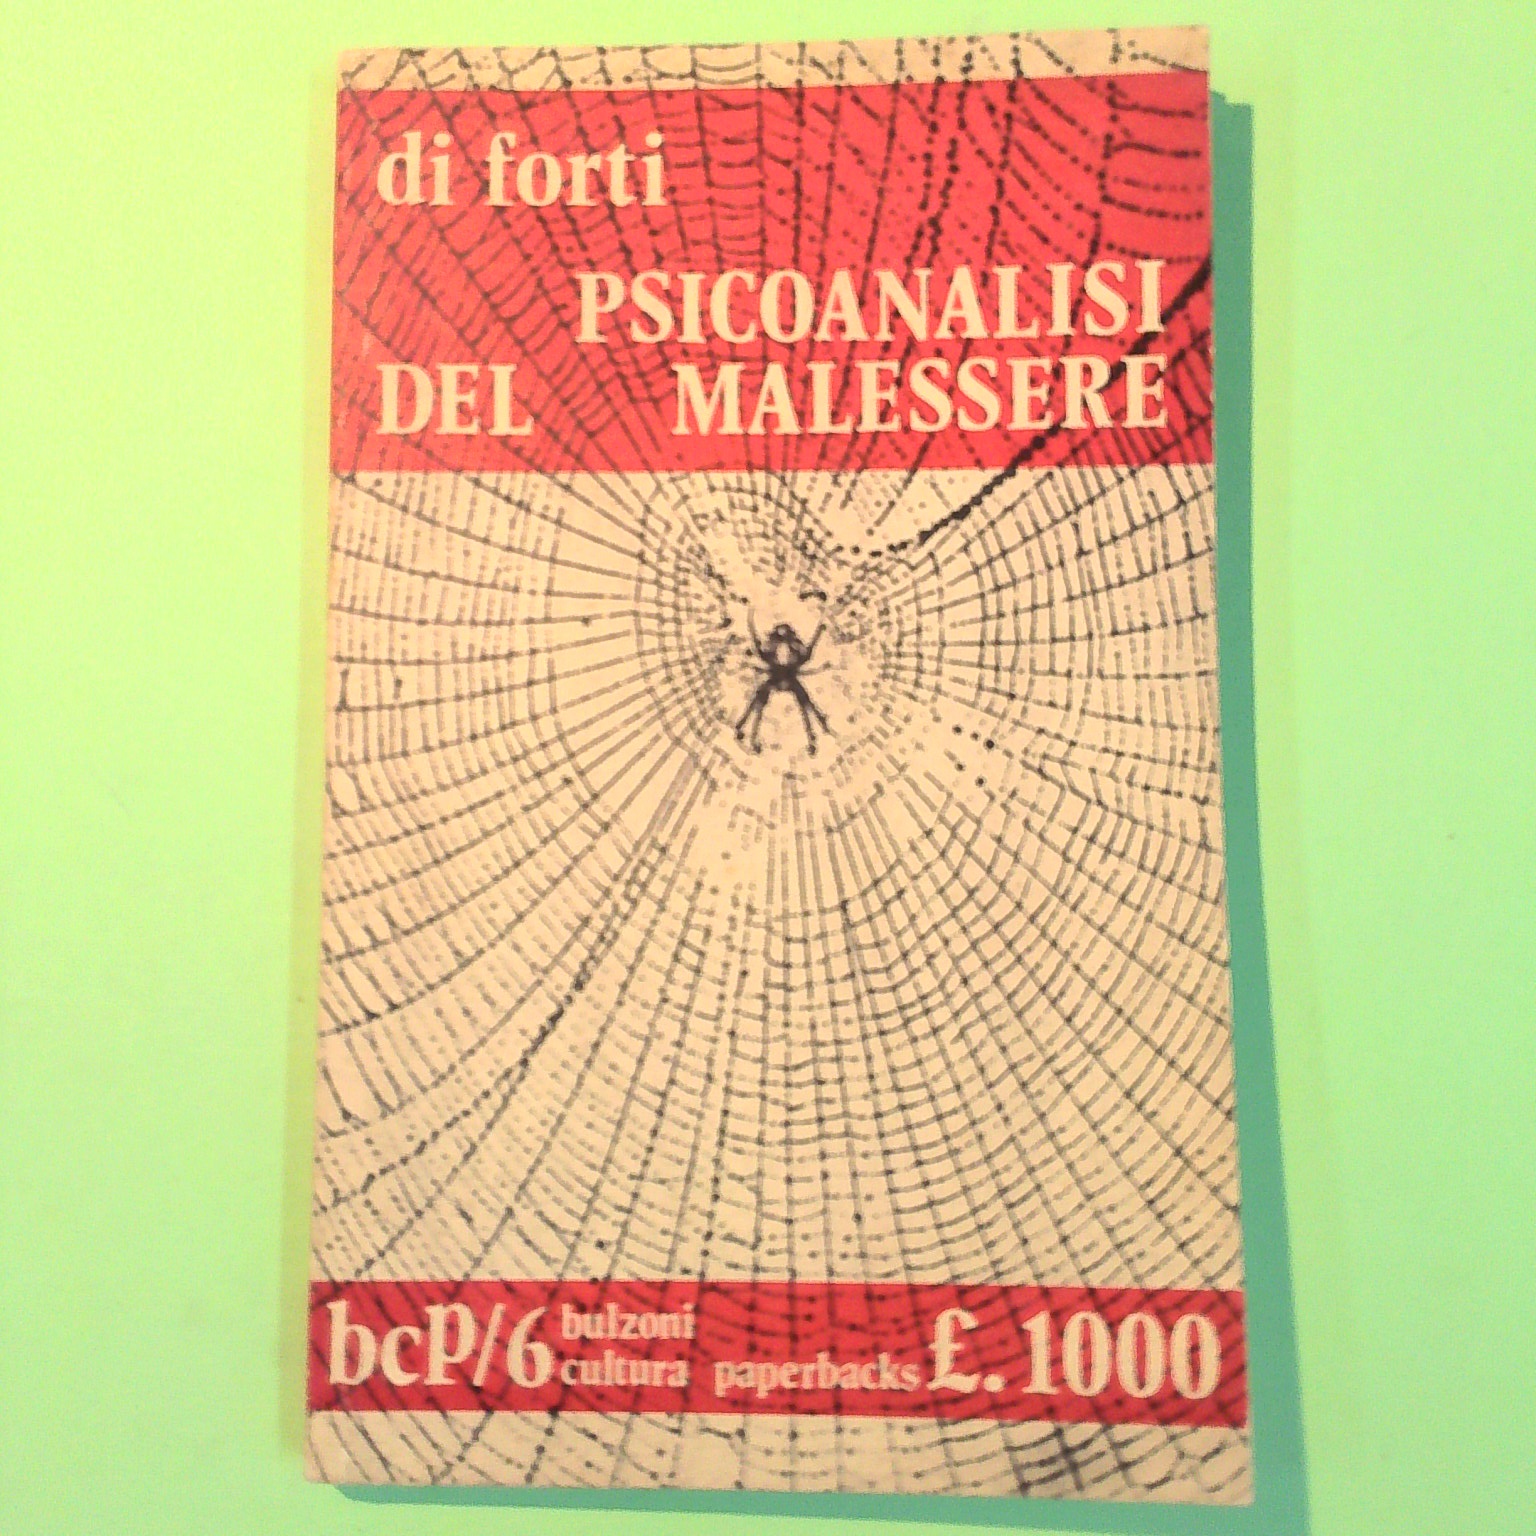 di forti
PSICOANALISI
DEL MALESSERE
bcp/6 bulzoni cultura paperbacks £.1000